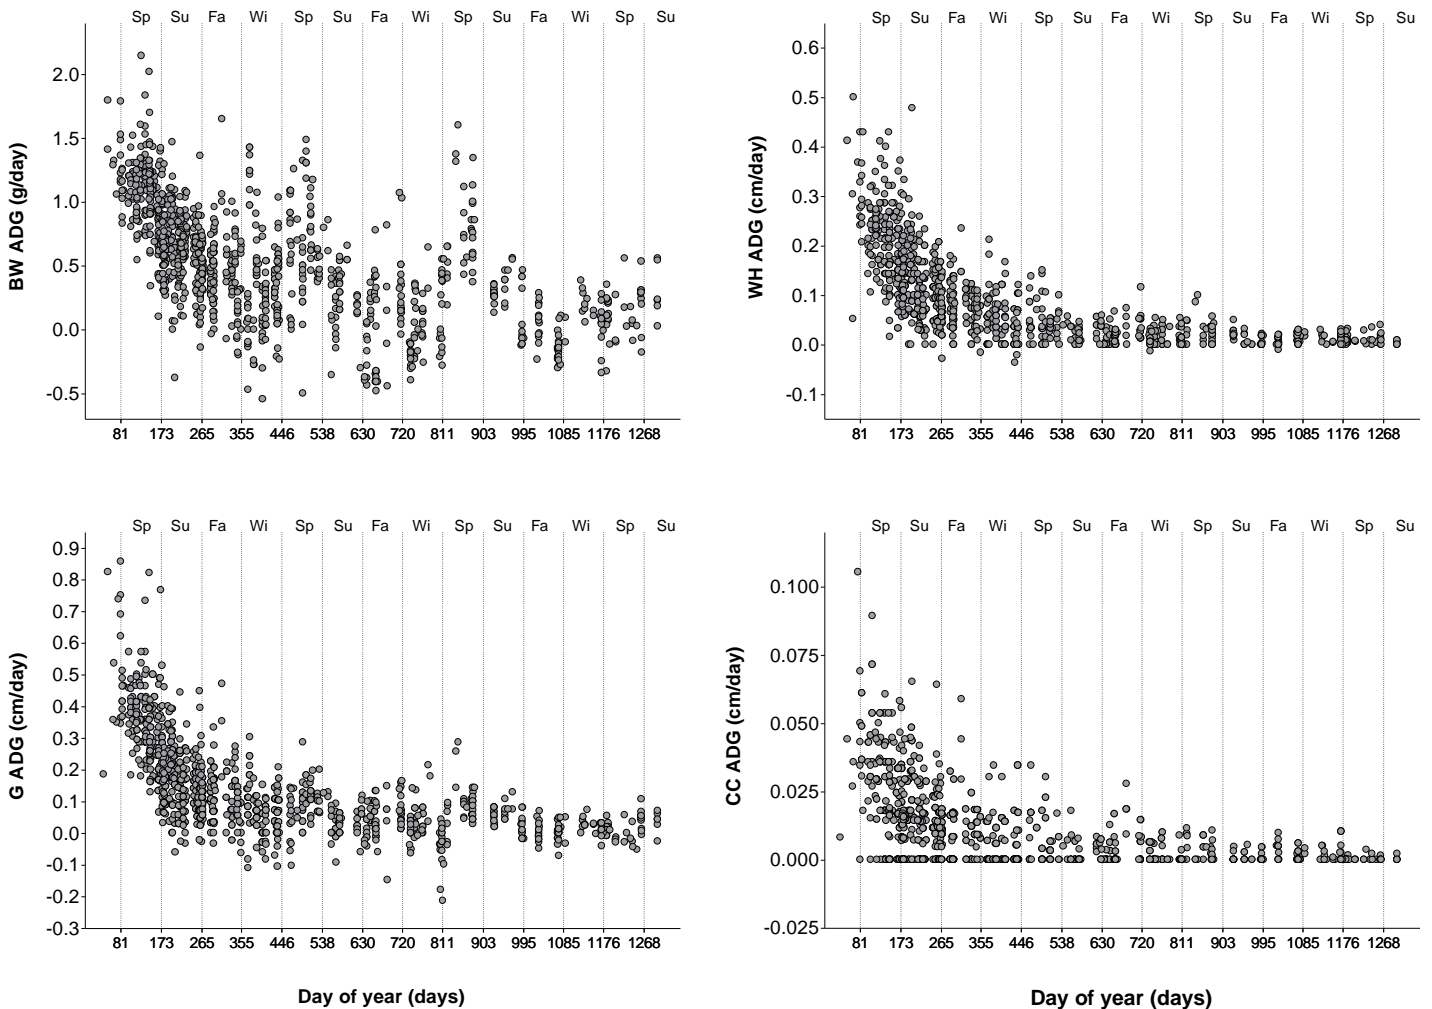 Sp Su Fa Wi Sp Su Fa Wi Sp Su Fa Wi Sp Su
2.0
1.5
1.0
0.5
0.0
-0.5
BW ADG (g/day)
81 173 265 355 446 538 630 720 811 903 995 1085 1176 1268
Sp Su Fa Wi Sp Su Fa Wi Sp Su Fa Wi Sp Su
0.6
0.5
0.4
0.3
0.2
0.1
0.0
-0.1
WH ADG (cm/day)
81 173 265 355 446 538 630 720 811 903 995 1085 1176 1268
Sp Su Fa Wi Sp Su Fa Wi Sp Su Fa Wi Sp Su
0.9
0.8
0.7
0.6
0.5
0.4
0.3
0.2
0.1
0.0
-0.1
-0.2
-0.3
G ADG (cm/day)
81 173 265 355 446 538 630 720 811 903 995 1085 1176 1268
Day of year (days)
Sp Su Fa Wi Sp Su Fa Wi Sp Su Fa Wi Sp Su
0.100
0.075
0.050
0.025
0.000
-0.025
CC ADG (cm/day)
81 173 265 355 446 538 630 720 811 903 995 1085 1176 1268
Day of year (days)